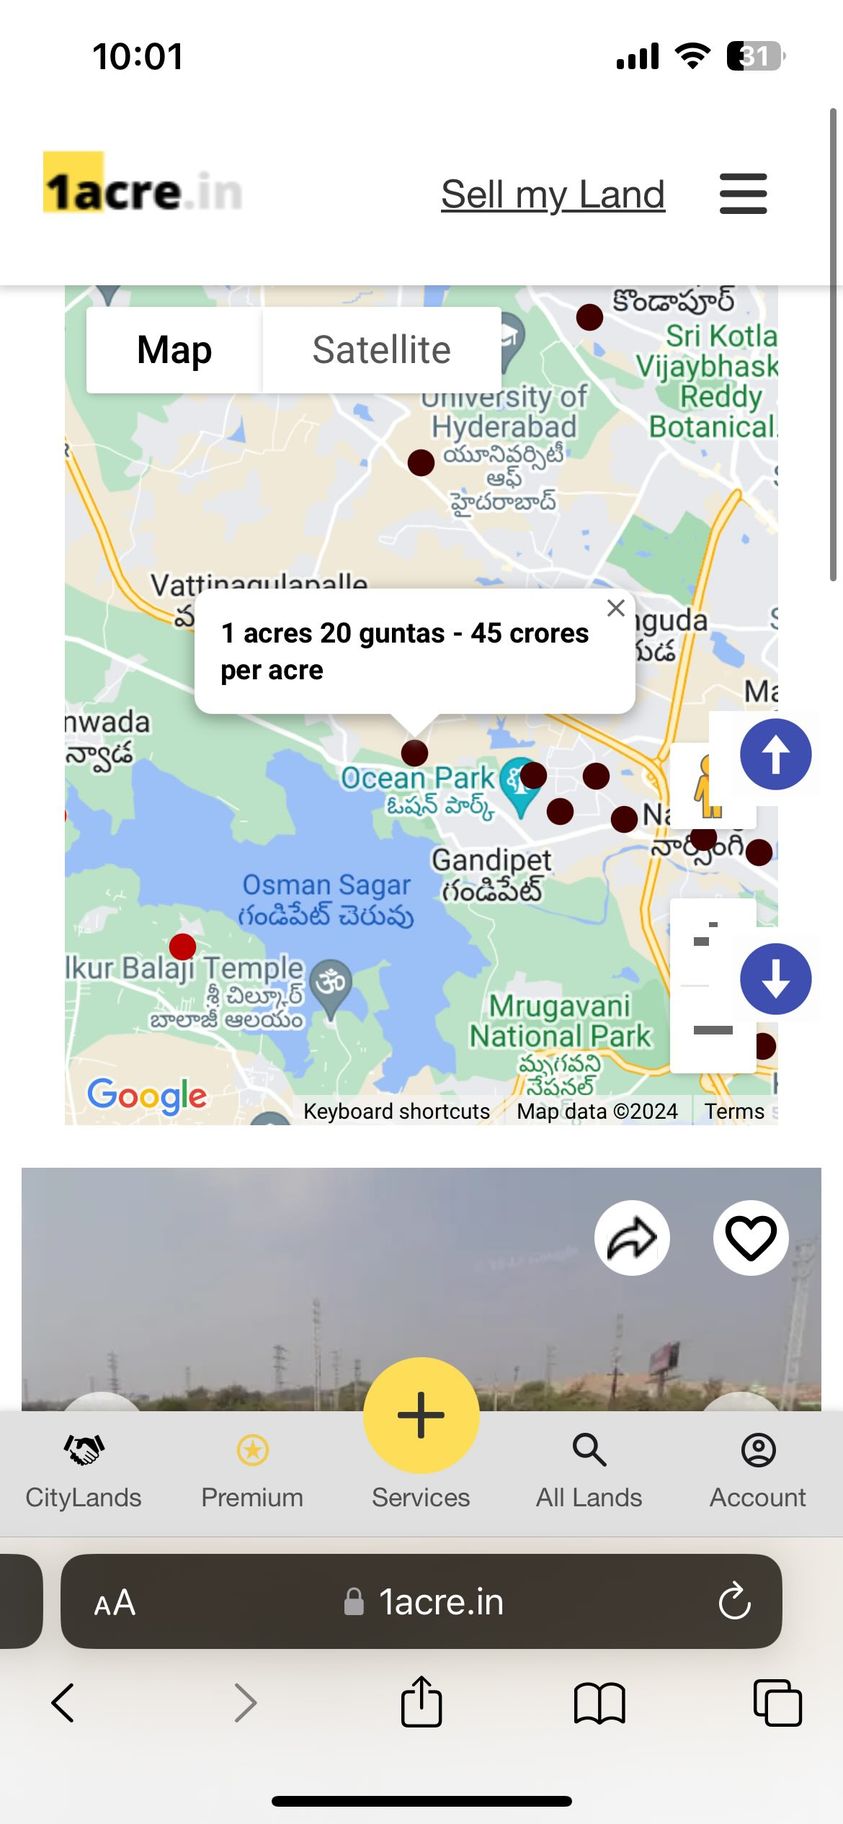 10:01
31
1acre.in
Sell my Land
Map
Satellite
కొండాపూర్
Sri Kotla
Vijaybhask
Reddy
Botanical
University of
Hyderabad
యూనివర్సిటీ
ఆఫ్
హైదరాబాద్
Vattinagulapalle
1 acres 20 guntas - 45 crores
per acre
nguda
గుడ
Ma
nwada
న్వాడ
Ocean Park
ఓషన్ పార్క్
Na
నార్సింగి
Gandipet
గండిపేట్
Osman Sagar
గండిపేట్ చెరువు
lkur Balaji Temple
శ్రీ చిల్కూర్
బాలాజీ ఆలయం
Mrugavani
National Park
మృగవని
నేషనల్
Google
Keyboard shortcuts
Map data ©2024
Terms
CityLands
Premium
Services
All Lands
Account
AA
1acre.in